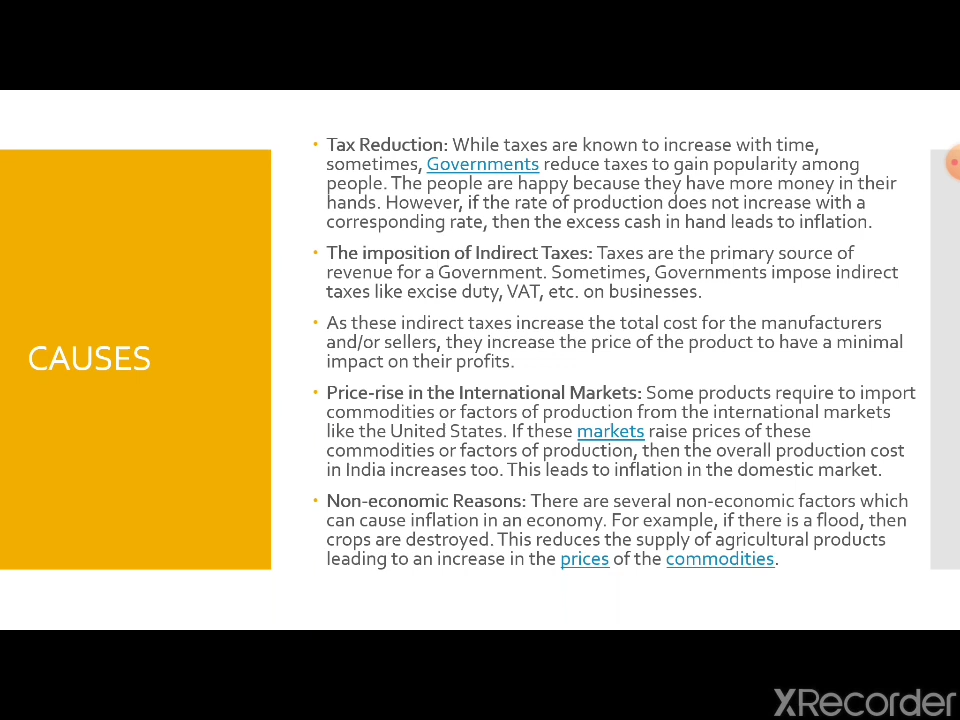 CAUSES
• Tax Reduction: While taxes are known to increase with time,
sometimes, Governments reduce taxes to gain popularity among
people. The people are happy because they have more money in their
hands. However, if the rate of production does not increase with a
corresponding rate, then the excess cash in hand leads to inflation.
• The imposition of Indirect Taxes: Taxes are the primary source of
revenue for a Government. Sometimes, Governments impose indirect
taxes like excise duty, VAT, etc. on businesses.
• As these indirect taxes increase the total cost for the manufacturers
and/or sellers, they increase the price of the product to have a minimal
impact on their profits.
• Price-rise in the International Markets: Some products require to import
commodities or factors of production from the international markets
like the United States. If these markets raise prices of these
commodities or factors of production, then the overall production cost
in India increases too. This leads to inflation in the domestic market.
• Non-economic Reasons: There are several non-economic factors which
can cause inflation in an economy. For example, if there is a flood, then
crops are destroyed. This reduces the supply of agricultural products
leading to an increase in the prices of the commodities.
XRecorder